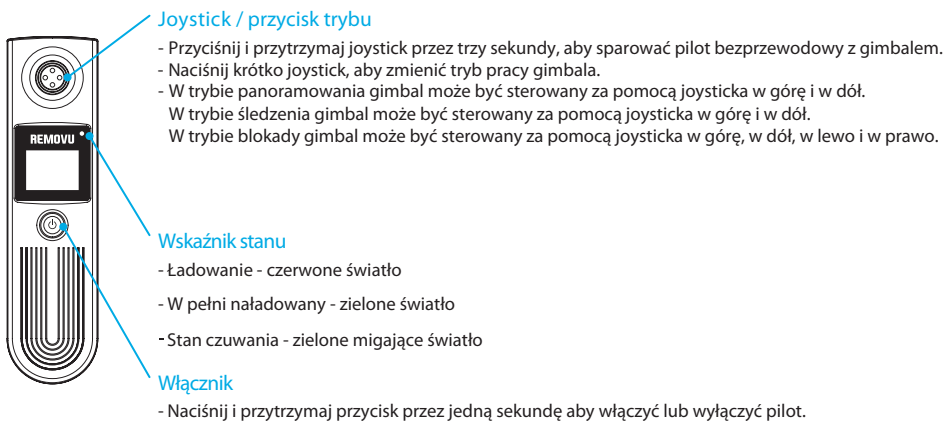 Joystick / przycisk trybu
- Przyciśnij i przytrzymaj joystick przez trzy sekundy, aby sparować pilot bezprzewodowy z gimbalem.
- Naciśnij krótko joystick, aby zmienić tryb pracy gimbala.
- W trybie panoramowania gimbal może być sterowany za pomocą joysticka w górę i w dół.
W trybie śledzenia gimbal może być sterowany za pomocą joysticka w górę i w dół.
W trybie blokady gimbal może być sterowany za pomocą joysticka w górę, w dół, w lewo i w prawo.
REMOVU
Wskaźnik stanu
- Ładowanie - czerwone światło
- W pełni naładowany - zielone światło
- Stan czuwania - zielone migające światło
Włącznik
- Naciśnij i przytrzymaj przycisk przez jedną sekundę aby włączyć lub wyłączyć pilot.